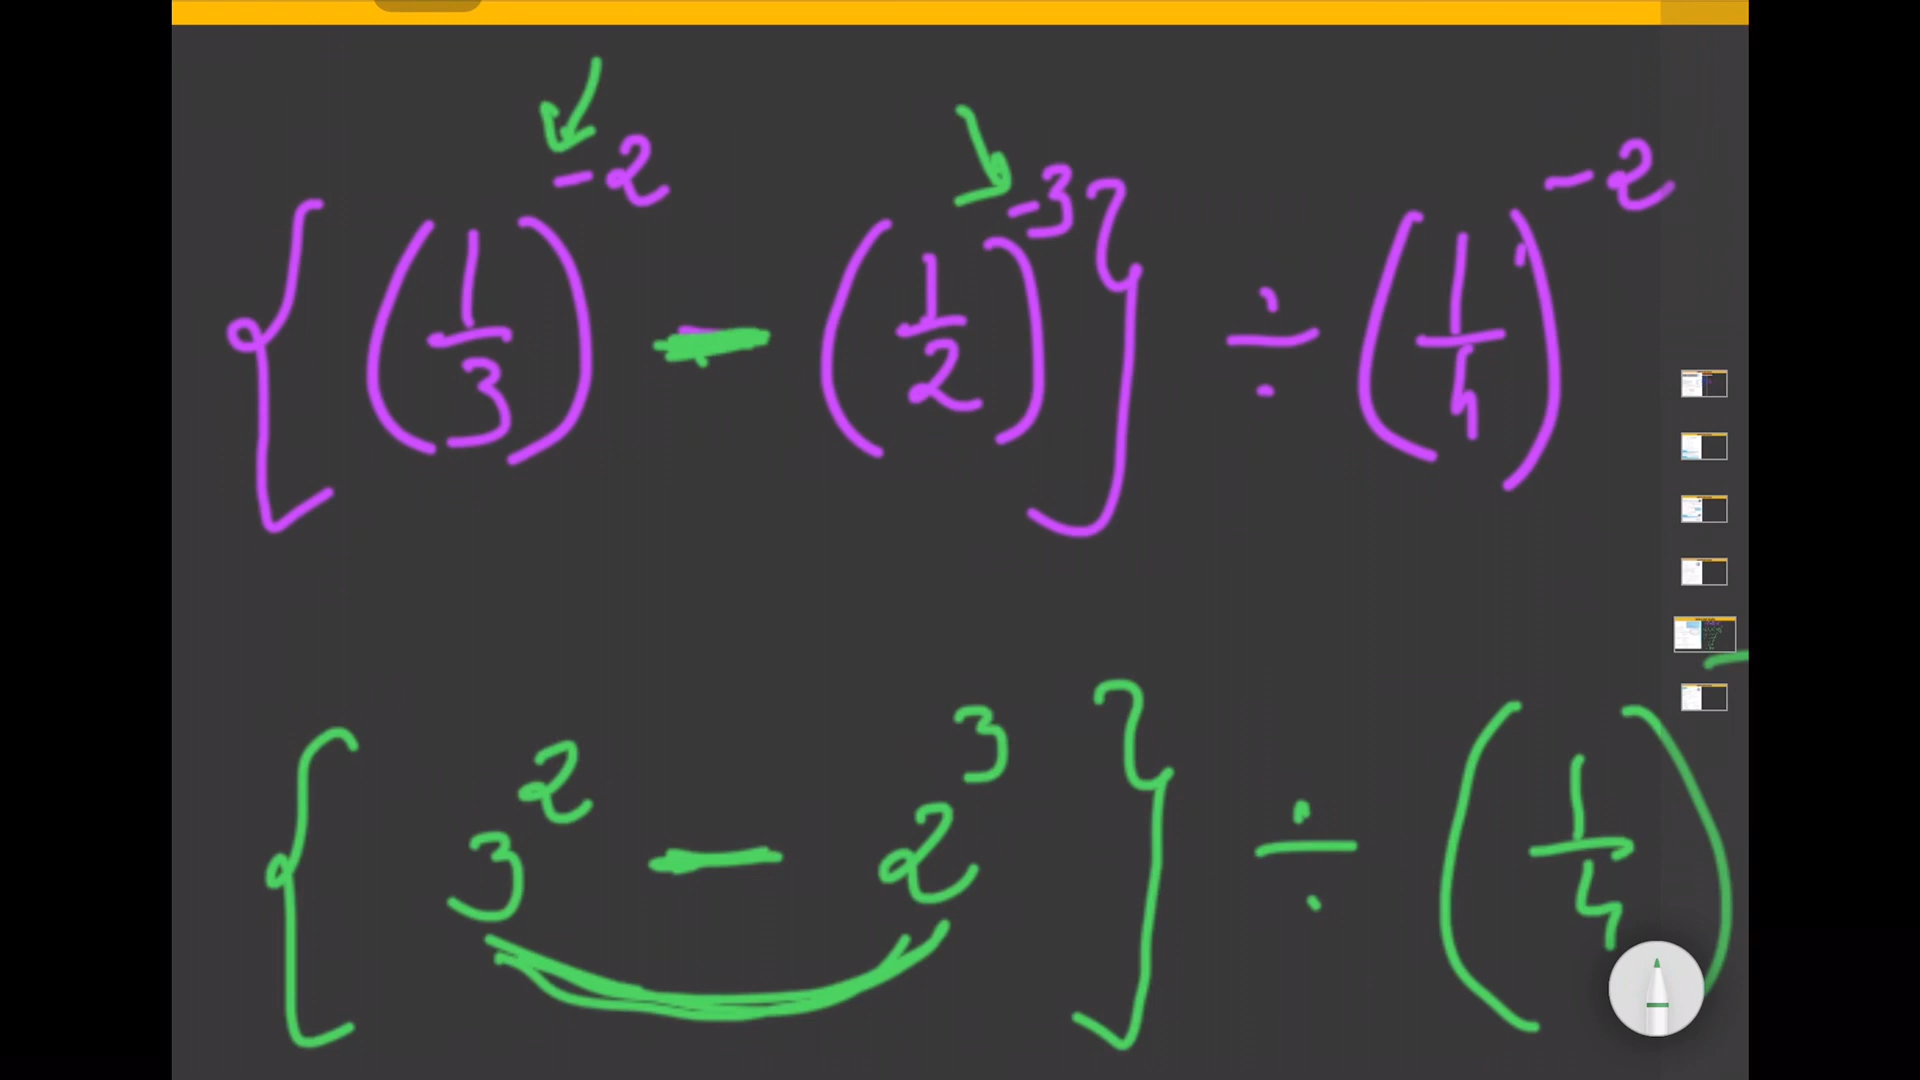 {(1/3)^-2 - (1/2)^-3} ÷ (1/4)^-2
{3^2 - 2^3} ÷ (1/4)